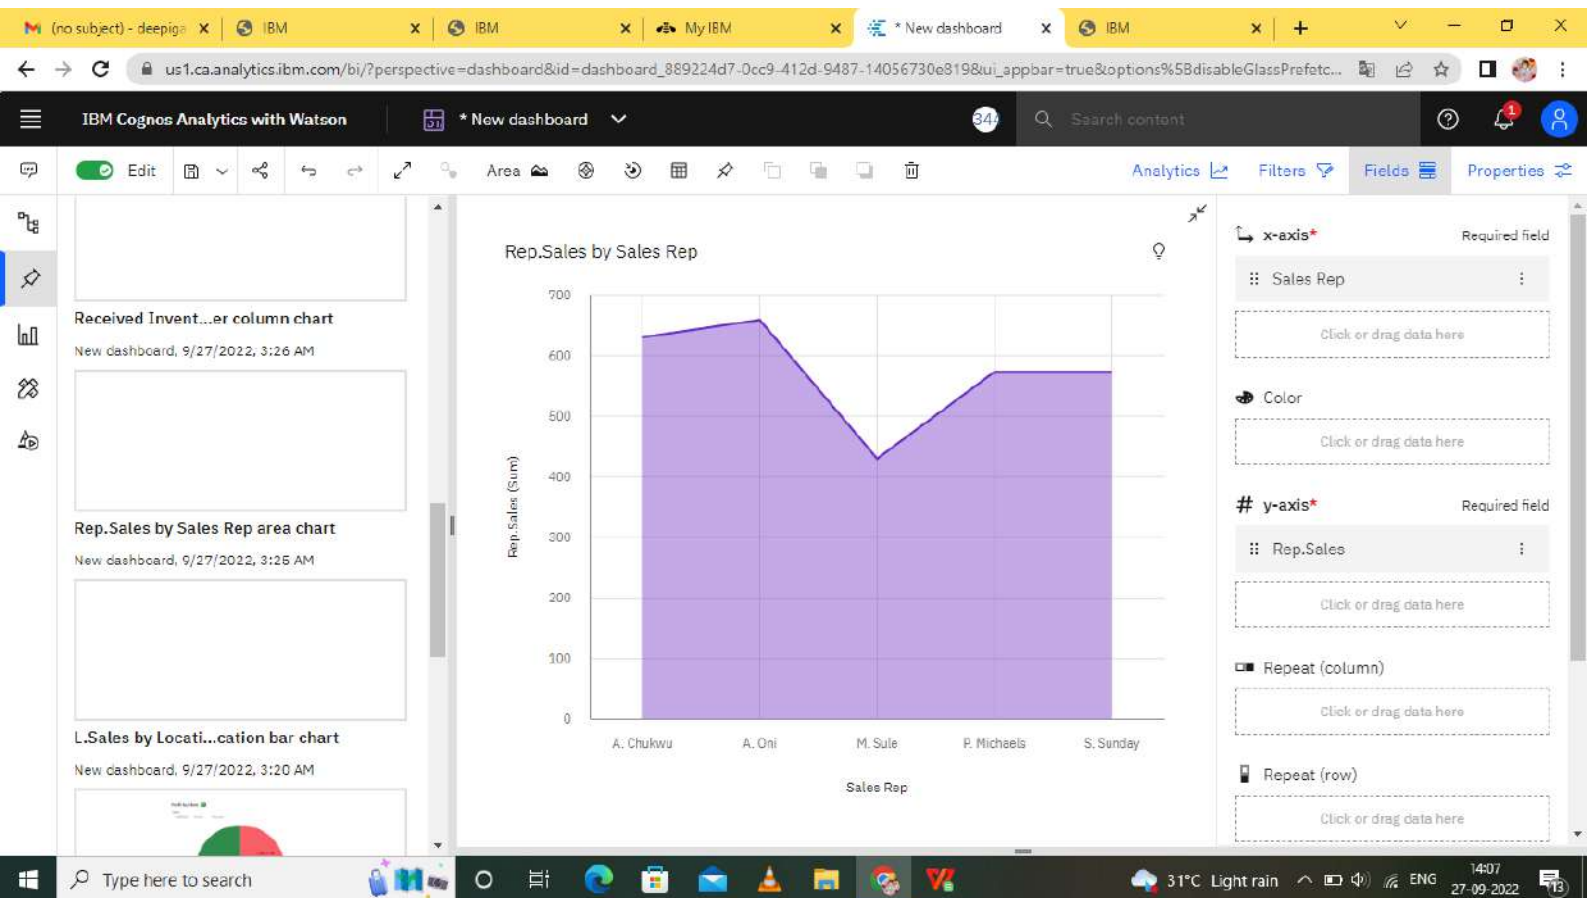 (no subject) - deepiga
IBM
IBM
My IBM
* New dashboard
IBM
us1.ca.analytics.ibm.com/bi/?perspective=dashboard&id=dashboard_889224d7-0cc9-412d-9487-14056730e819&ui_appbar=true&options%5BdisableGlassPrefetc...
IBM Cognos Analytics with Watson
* New dashboard
344
Search content
1
Edit
Area
Analytics
Filters
Fields
Properties
Received Invent...er column chart
New dashboard, 9/27/2022, 3:26 AM
Rep.Sales by Sales Rep area chart
New dashboard, 9/27/2022, 3:25 AM
L.Sales by Locati...cation bar chart
New dashboard, 9/27/2022, 3:20 AM
Rep.Sales by Sales Rep
700
600
500
400
300
200
100
0
Rep.Sales (Sum)
A. Chukwu
A. Oni
M. Sule
P. Michaels
S. Sunday
Sales Rep
x-axis*
Required field
Sales Rep
Click or drag data here
Color
Click or drag data here
# y-axis*
Required field
Rep.Sales
Click or drag data here
Repeat (column)
Click or drag data here
Repeat (row)
Click or drag data here
Type here to search
31°C Light rain
ENG
14:07
27-09-2022
13